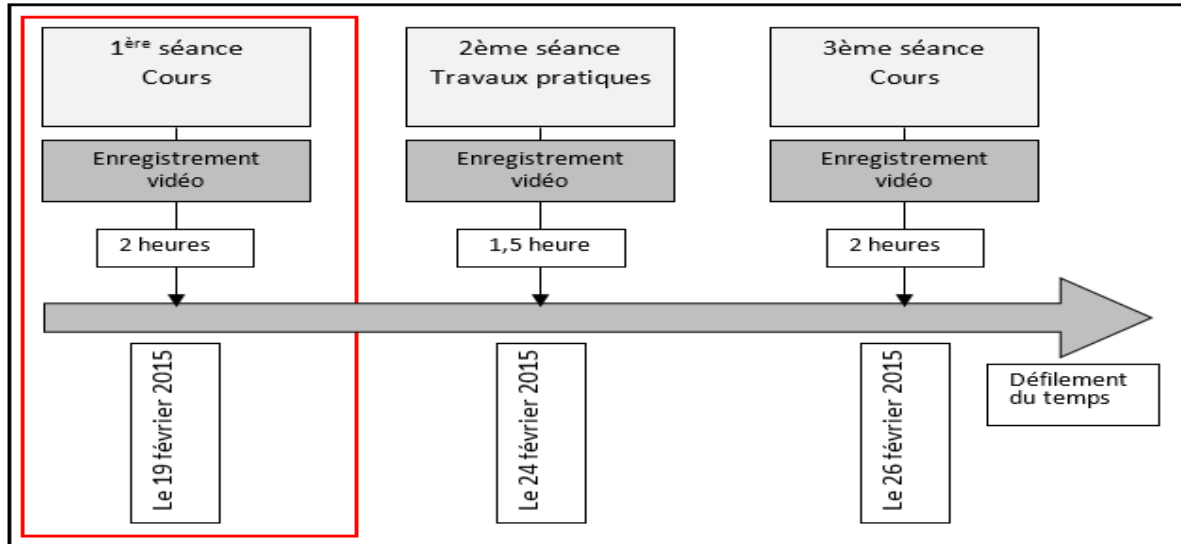 1ère séance
Cours
Enregistrement
vidéo
2 heures
Le 19 février 2015
2ème séance
Travaux pratiques
Enregistrement
vidéo
1,5 heure
Le 24 février 2015
3ème séance
Cours
Enregistrement
vidéo
2 heures
Le 26 février 2015
Défilement
du temps